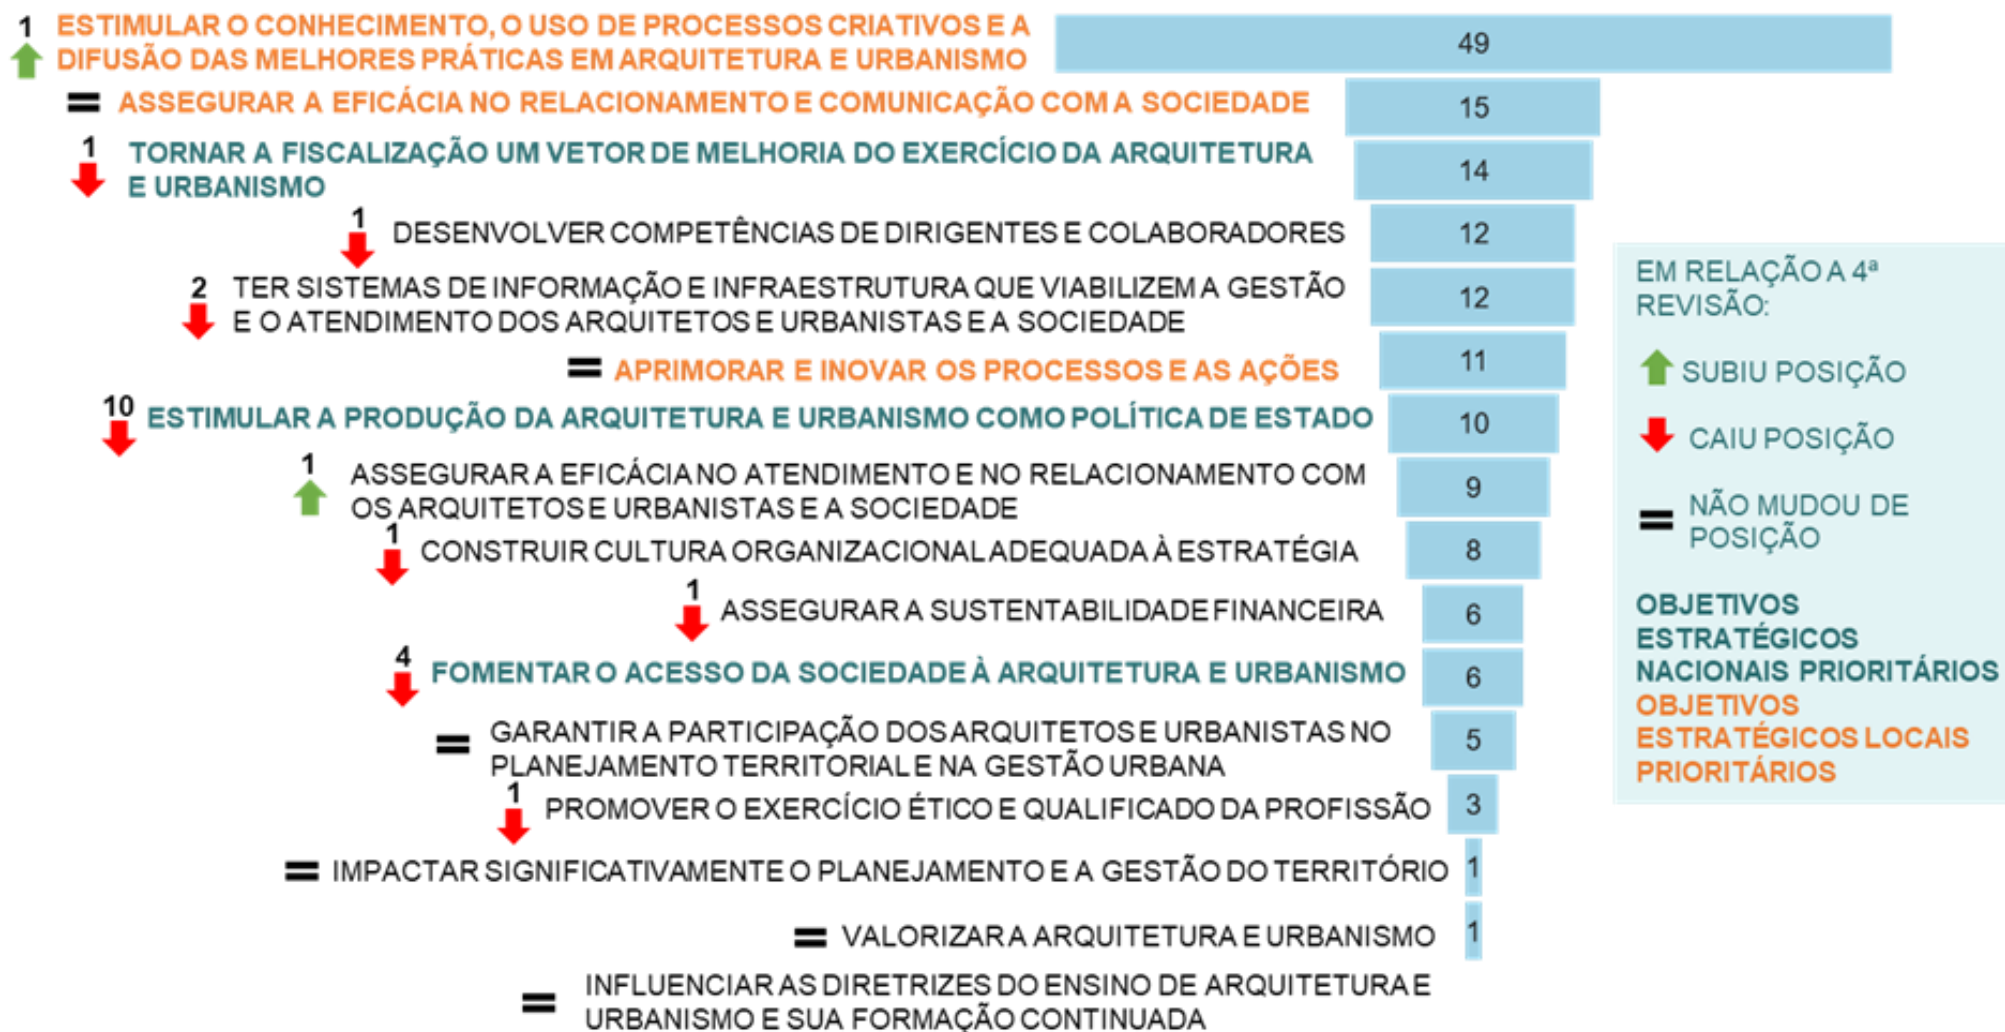 1
ESTIMULAR O CONHECIMENTO, O USO DE PROCESSOS CRIATIVOS E A
DIFUSÃO DAS MELHORES PRÁTICAS EM ARQUITETURA E URBANISMO
49
= ASSEGURAR A EFICÁCIA NO RELACIONAMENTO E COMUNICAÇÃO COM A SOCIEDADE
15
1
TORNAR A FISCALIZAÇÃO UM VETOR DE MELHORIA DO EXERCÍCIO DA ARQUITETURA
E URBANISMO
14
1
DESENVOLVER COMPETÊNCIAS DE DIRIGENTES E COLABORADORES
12
2
TER SISTEMAS DE INFORMAÇÃO E INFRAESTRUTURA QUE VIABILIZEM A GESTÃO
E O ATENDIMENTO DOS ARQUITETOS E URBANISTAS E A SOCIEDADE
12
= APRIMORAR E INOVAR OS PROCESSOS E AS AÇÕES
11
10
ESTIMULAR A PRODUÇÃO DA ARQUITETURA E URBANISMO COMO POLÍTICA DE ESTADO
10
1
ASSEGURAR A EFICÁCIA NO ATENDIMENTO E NO RELACIONAMENTO COM
OS ARQUITETOS E URBANISTAS E A SOCIEDADE
9
1
CONSTRUIR CULTURA ORGANIZACIONAL ADEQUADA À ESTRATÉGIA
8
1
ASSEGURAR A SUSTENTABILIDADE FINANCEIRA
6
4
FOMENTAR O ACESSO DA SOCIEDADE À ARQUITETURA E URBANISMO
6
= GARANTIR A PARTICIPAÇÃO DOS ARQUITETOS E URBANISTAS NO
PLANEJAMENTO TERRITORIAL E NA GESTÃO URBANA
5
1
PROMOVER O EXERCÍCIO ÉTICO E QUALIFICADO DA PROFISSÃO
3
= IMPACTAR SIGNIFICATIVAMENTE O PLANEJAMENTO E A GESTÃO DO TERRITÓRIO
1
= VALORIZAR A ARQUITETURA E URBANISMO
1
= INFLUENCIAR AS DIRETRIZES DO ENSINO DE ARQUITETURA E
URBANISMO E SUA FORMAÇÃO CONTINUADA
EM RELAÇÃO A 4ª
REVISÃO:
SUBIU POSIÇÃO
CAIU POSIÇÃO
= NÃO MUDOU DE
POSIÇÃO
OBJETIVOS
ESTRATÉGICOS
NACIONAIS PRIORITÁRIOS
OBJETIVOS
ESTRATÉGICOS LOCAIS
PRIORITÁRIOS